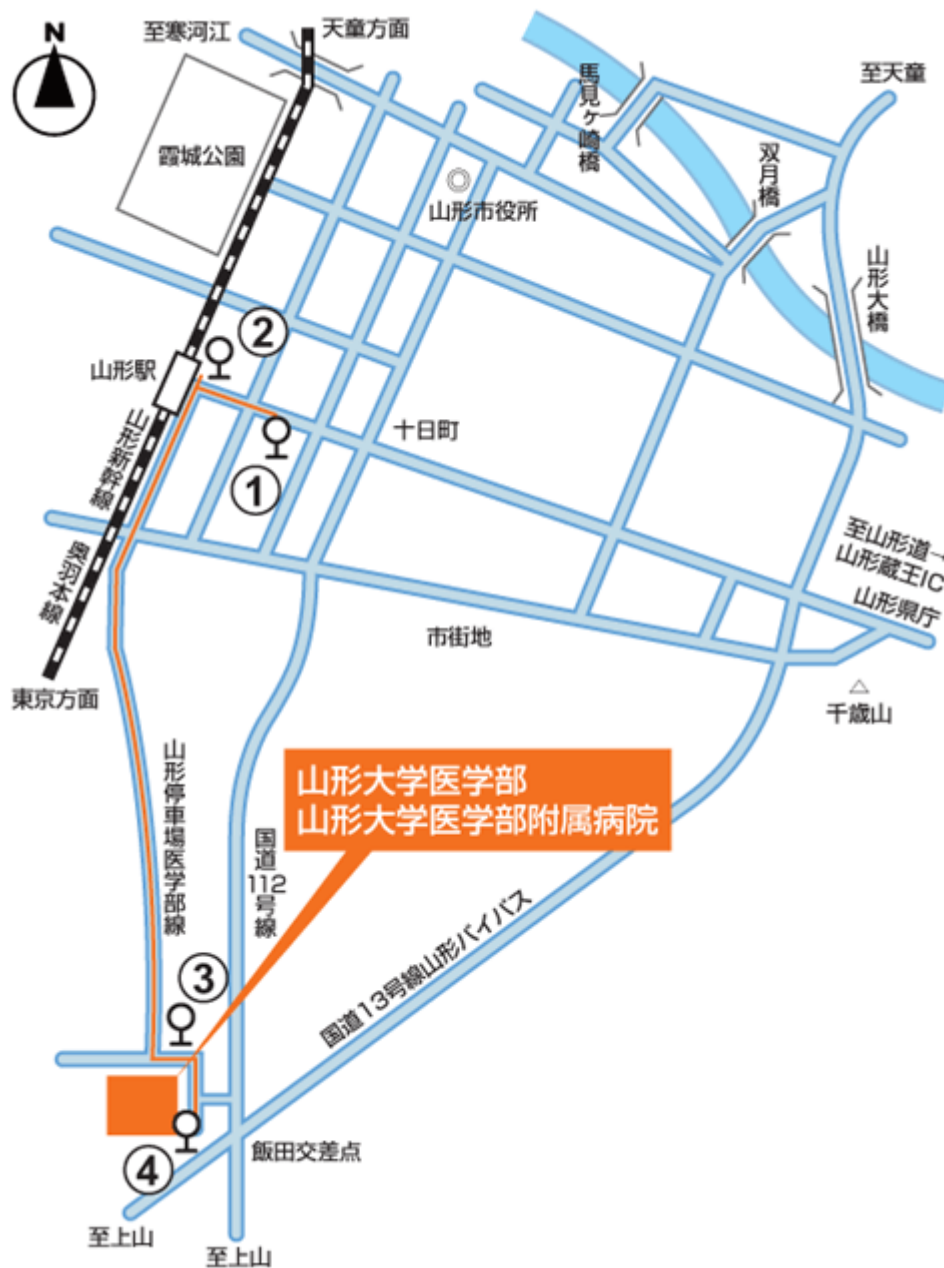 N
至寒河江
天童方面
至天童
馬見ヶ崎橋
双月橋
霞城公園
山形市役所
山形大橋
②
山形駅
十日町
①
山形新幹線
奥羽本線
至山形道→
山形蔵王IC
山形県庁
市街地
千歳山
東京方面
山形停車場医学部線
山形大学医学部
山形大学医学部附属病院
国道112号線
国道13号線山形バイパス
③
④
飯田交差点
至上山
至上山